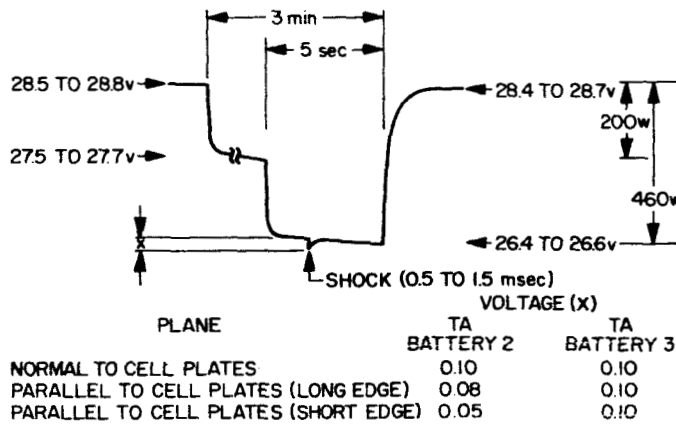 3 min
5 sec
28.5 TO 28.8v
28.4 TO 28.7v
200w
27.5 TO 27.7v
460w
X
26.4 TO 26.6v
SHOCK (0.5 TO 1.5 msec)
VOLTAGE (X)
PLANE TA BATTERY 2 TA BATTERY 3
NORMAL TO CELL PLATES 0.10 0.10
PARALLEL TO CELL PLATES (LONG EDGE) 0.08 0.10
PARALLEL TO CELL PLATES (SHORT EDGE) 0.05 0.10